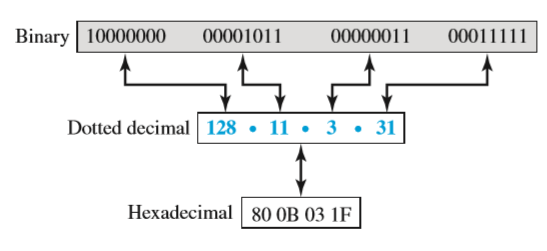 Binary 10000000 00001011 00000011 00011111
Dotted decimal 128 • 11 • 3 • 31
Hexadecimal 80 0B 03 1F